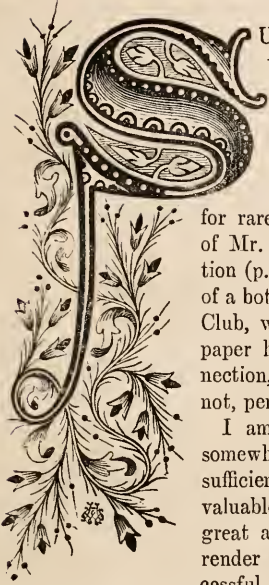 SU
for rare
of Mr.
tion (p.
of a bot
Club, w
paper h
nection,
not, per
I am
somewh
sufficien
valuable
great a
render
cessful